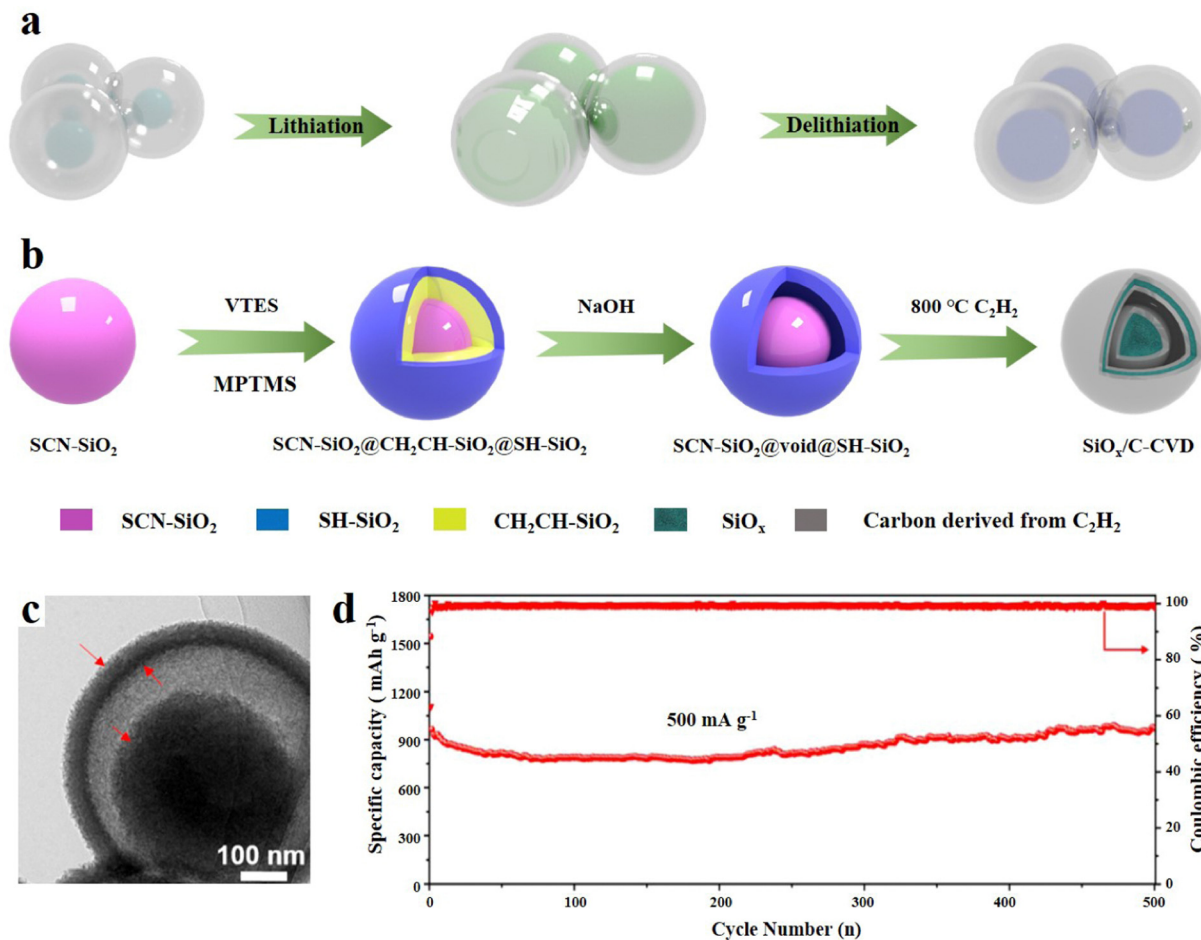 a
Lithiation
Delithiation
b
VTES
MPTMS
NaOH
800 °C C₂H₂
SCN-SiO₂
SCN-SiO₂@CH₂CH-SiO₂@SH-SiO₂
SCN-SiO₂@void@SH-SiO₂
SiOₓ/C-CVD
SCN-SiO₂
SH-SiO₂
CH₂CH-SiO₂
SiOₓ
Carbon derived from C₂H₂
c
100 nm
d
Specific capacity ( mAh g⁻¹)
1800
1500
1200
900
600
300
0
500 mA g⁻¹
0
100
200
300
400
500
Cycle Number (n)
100
80
60
40
20
0
Coulombic efficiency ( %)